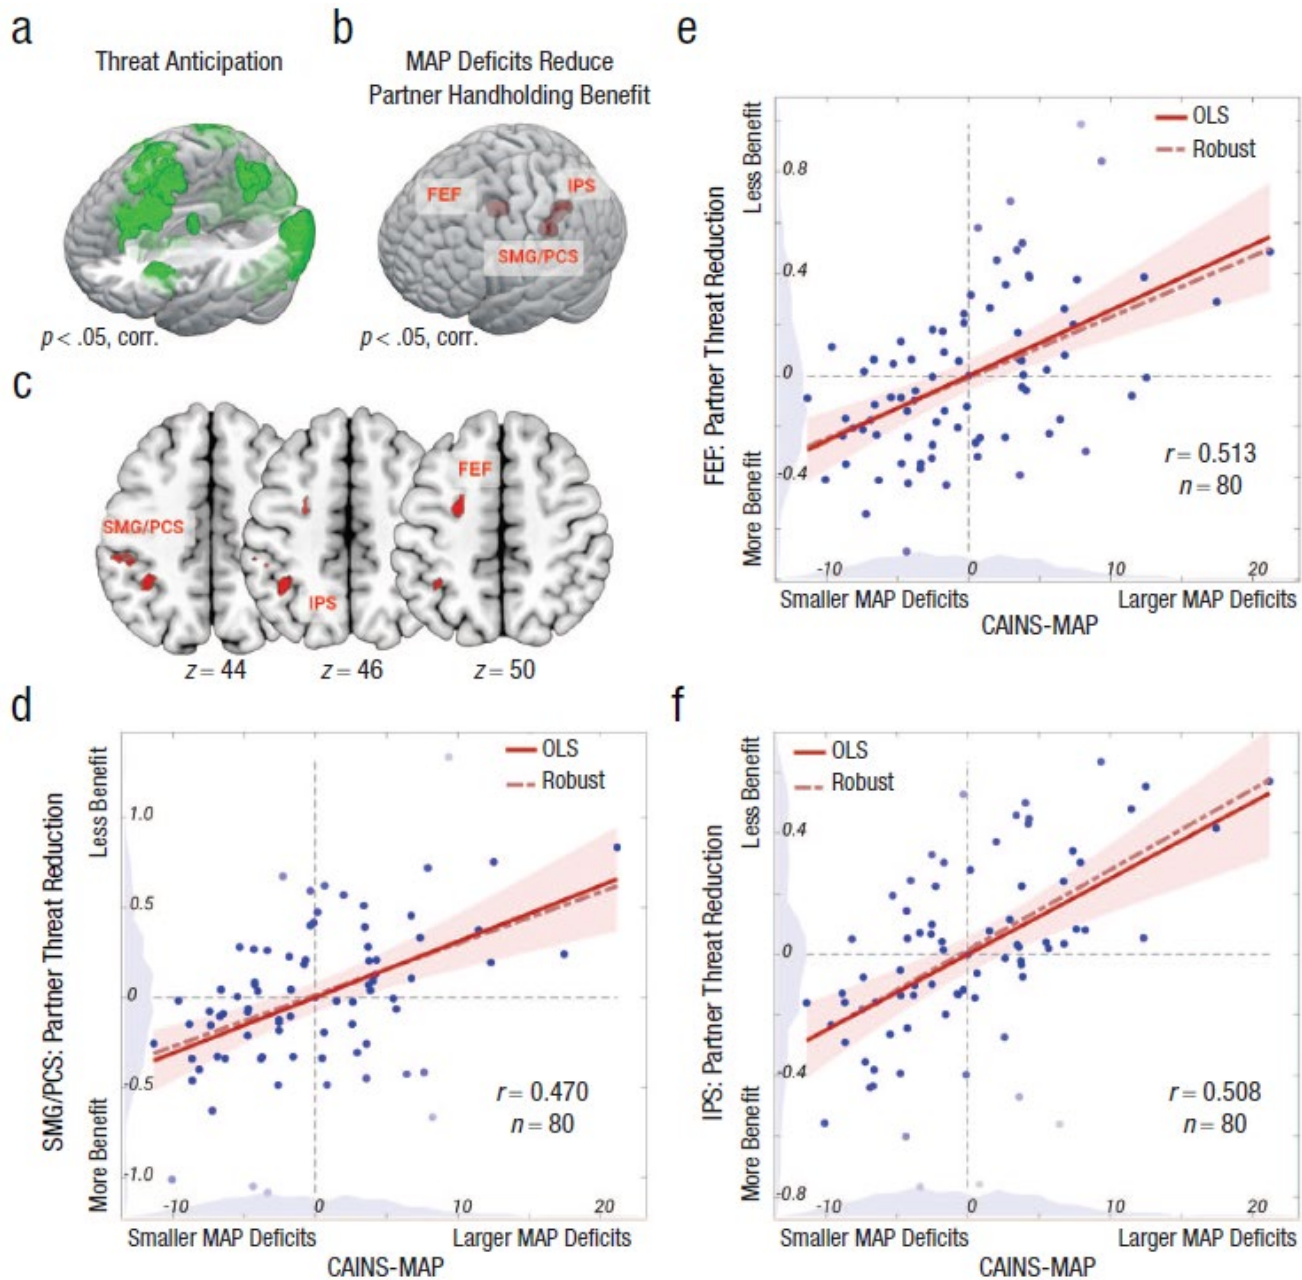 a
Threat Anticipation
p < .05, corr.
b
MAP Deficits Reduce
Partner Handholding Benefit
FEF
IPS
SMG/PCS
p < .05, corr.
c
SMG/PCS
IPS
FEF
z = 44
z = 46
z = 50
d
SMG/PCS: Partner Threat Reduction
More Benefit
Less Benefit
OLS
Robust
1.0
0.5
0
-0.5
-1.0
r = 0.470
n = 80
-10
0
10
20
Smaller MAP Deficits
Larger MAP Deficits
CAINS-MAP
e
FEF: Partner Threat Reduction
More Benefit
Less Benefit
OLS
Robust
0.8
0.4
0
-0.4
r = 0.513
n = 80
-10
0
10
20
Smaller MAP Deficits
Larger MAP Deficits
CAINS-MAP
f
IPS: Partner Threat Reduction
More Benefit
Less Benefit
OLS
Robust
0.4
0
-0.4
-0.8
r = 0.508
n = 80
-10
0
10
20
Smaller MAP Deficits
Larger MAP Deficits
CAINS-MAP